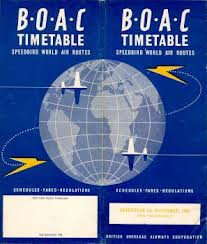 B·O·A·C
TIMETABLE
SPEEDBIRD WORLD AIR ROUTES
SCHEDULES·FARES·REGULATIONS
B·O·A·C
TIMETABLE
SPEEDBIRD WORLD AIR ROUTES
SCHEDULES·FARES·REGULATIONS
BRITISH OVERSEAS AIRWAYS CORPORATION